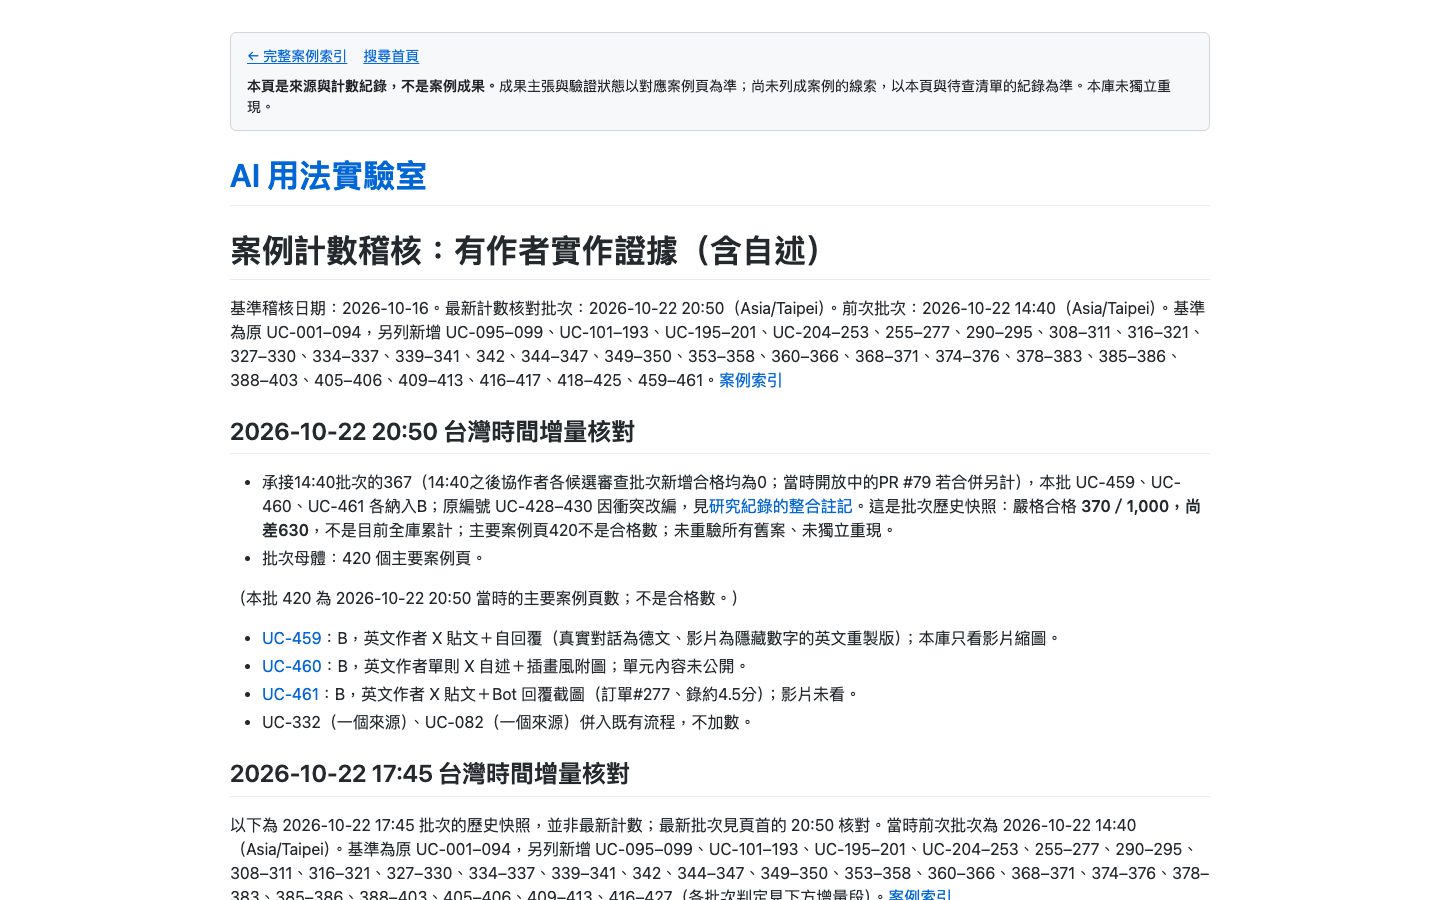 ← 完整案例索引 搜尋首頁
本頁是來源與計數紀錄，不是案例成果。成果主張與驗證狀態以對應案例頁為準；尚未列成案例的線索，以本頁與待查清單的紀錄為準。本庫未獨立重
現。
AI 用法實驗室
案例計數稽核：有作者實作證據（含自述）
基準稽核日期：2026-10-16。最新計數核對批次：2026-10-22 20:50（Asia/Taipei）。前次批次：2026-10-22 14:40（Asia/Taipei）。基準
為原 UC-001–094，另列新增 UC-095–099、UC-101–193、UC-195–201、UC-204–253、255–277、290–295、308–311、316–321、
327–330、334–337、339–341、342、344–347、349–350、353–358、360–366、368–371、374–376、378–383、385–386、
388–403、405–406、409–413、416–417、418–425、459–461。案例索引
2026-10-22 20:50 台灣時間增量核對
• 承接14:40批次的367（14:40之後協作者各候選審查批次新增合格均為0；當時開放中的PR #79 若合併另計），本批 UC-459、UC-
460、UC-461 各納入B；原編號 UC-428–430 因衝突改編，見研究紀錄的整合註記。這是批次歷史快照：嚴格合格 370 / 1,000，尚
差630，不是目前全庫累計；主要案例頁420不是合格數；未重驗所有舊案、未獨立重現。
• 批次母體：420 個主要案例頁。
（本批 420 為 2026-10-22 20:50 當時的主要案例頁數；不是合格數。）
• UC-459：B，英文作者 X 貼文＋自回覆（真實對話為德文、影片為隱藏數字的英文重製版）；本庫只看影片縮圖。
• UC-460：B，英文作者單則 X 自述＋插畫風附圖；單元內容未公開。
• UC-461：B，英文作者 X 貼文＋Bot 回覆截圖（訂單#277、錄約4.5分）；影片未看。
• UC-332（一個來源）、UC-082（一個來源）併入既有流程，不加數。
2026-10-22 17:45 台灣時間增量核對
以下為 2026-10-22 17:45 批次的歷史快照，並非最新計數；最新批次見頁首的 20:50 核對。當時前次批次為 2026-10-22 14:40
（Asia/Taipei）。基準為原 UC-001–094，另列新增 UC-095–099、UC-101–193、UC-195–201、UC-204–253、255–277、290–295、
308–311、316–321、327–330、334–337、339–341、342、344–347、349–350、353–358、360–366、368–371、374–376、378–
383、385–386、388–403、405–406、409–413、416–427（各批次判定見下方增量段）。案例索引